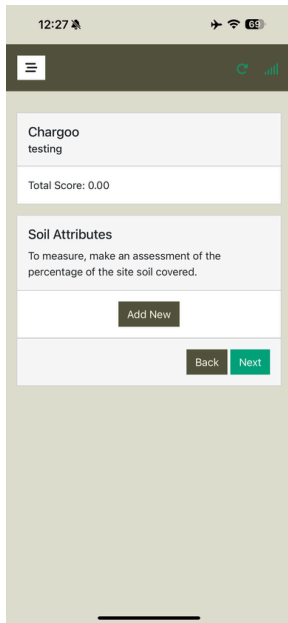 12:27
69
Chargoo
testing
Total Score: 0.00
Soil Attributes
To measure, make an assessment of the
percentage of the site soil covered.
Add New
Back Next